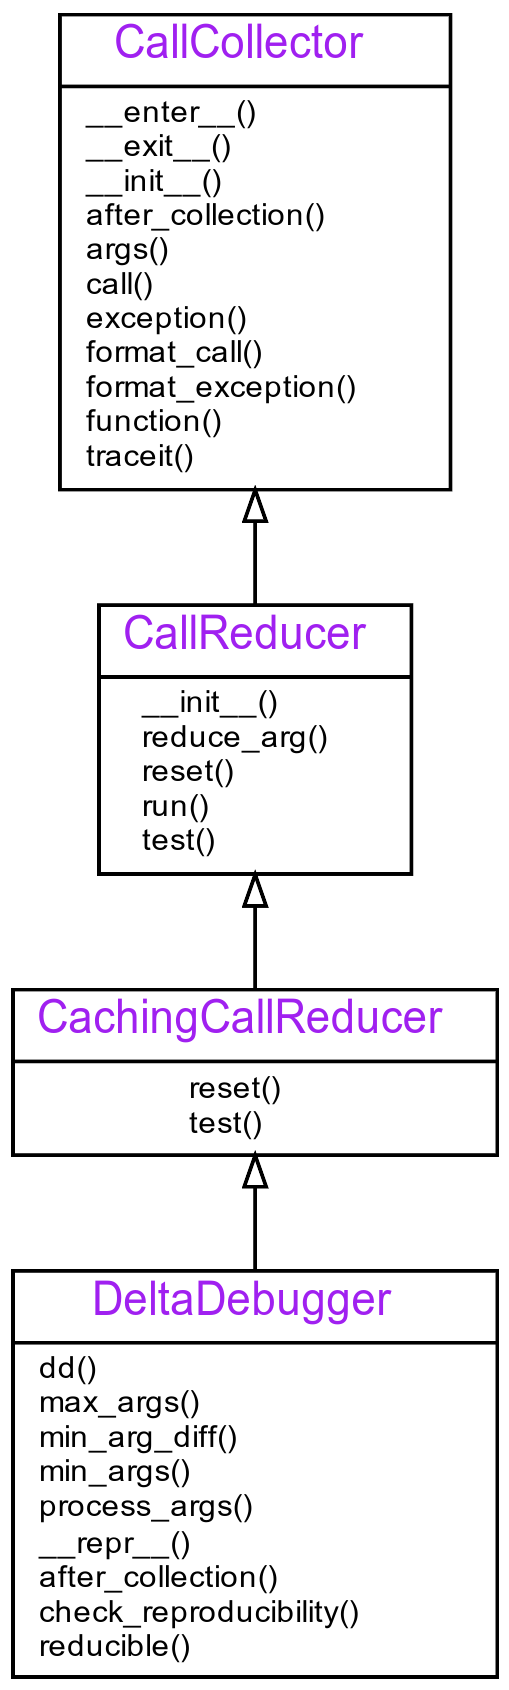 CallCollector
__enter__()
__exit__()
__init__()
after_collection()
args()
call()
exception()
format_call()
format_exception()
function()
traceit()
CallReducer
__init__()
reduce_arg()
reset()
run()
test()
CachingCallReducer
reset()
test()
DeltaDebugger
dd()
max_args()
min_arg_diff()
min_args()
process_args()
__repr__()
after_collection()
check_reproducibility()
reducible()